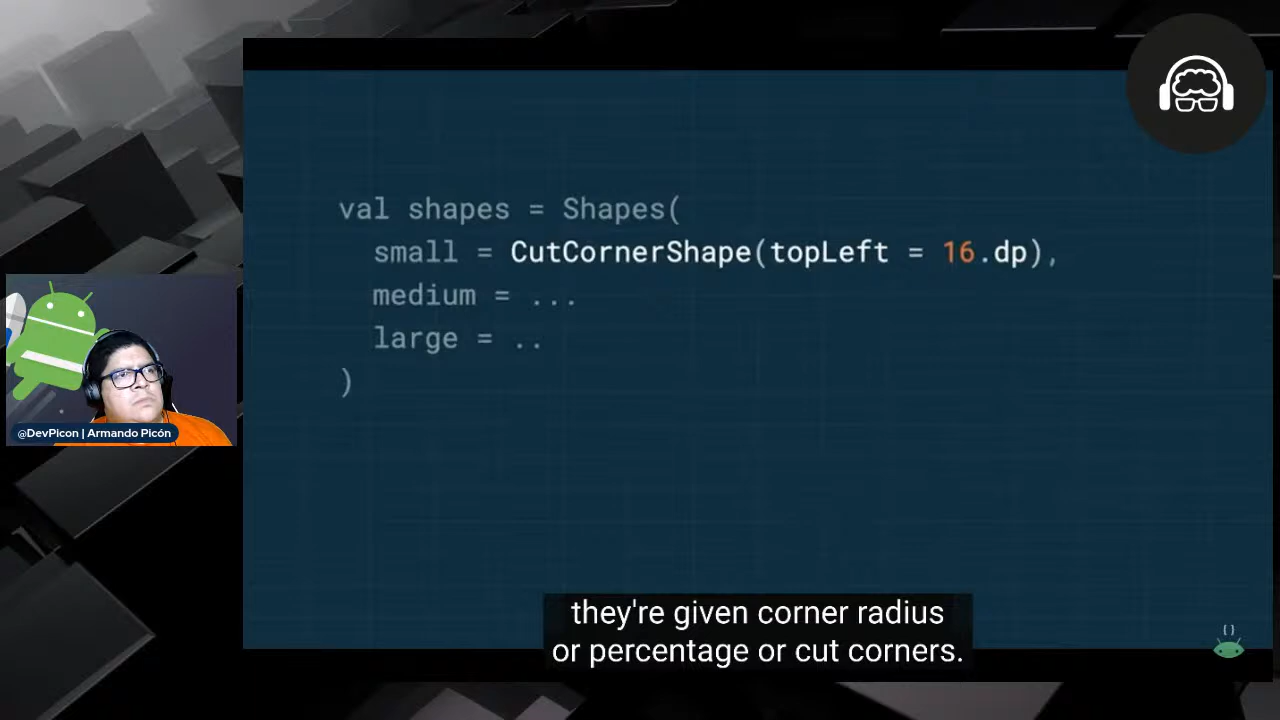 val shapes = Shapes(
small = CutCornerShape(topLeft = 16.dp),
medium = ...
large = ..
)
@DevPicon | Armando Picón
they're given corner radius
or percentage or cut corners.
{ }